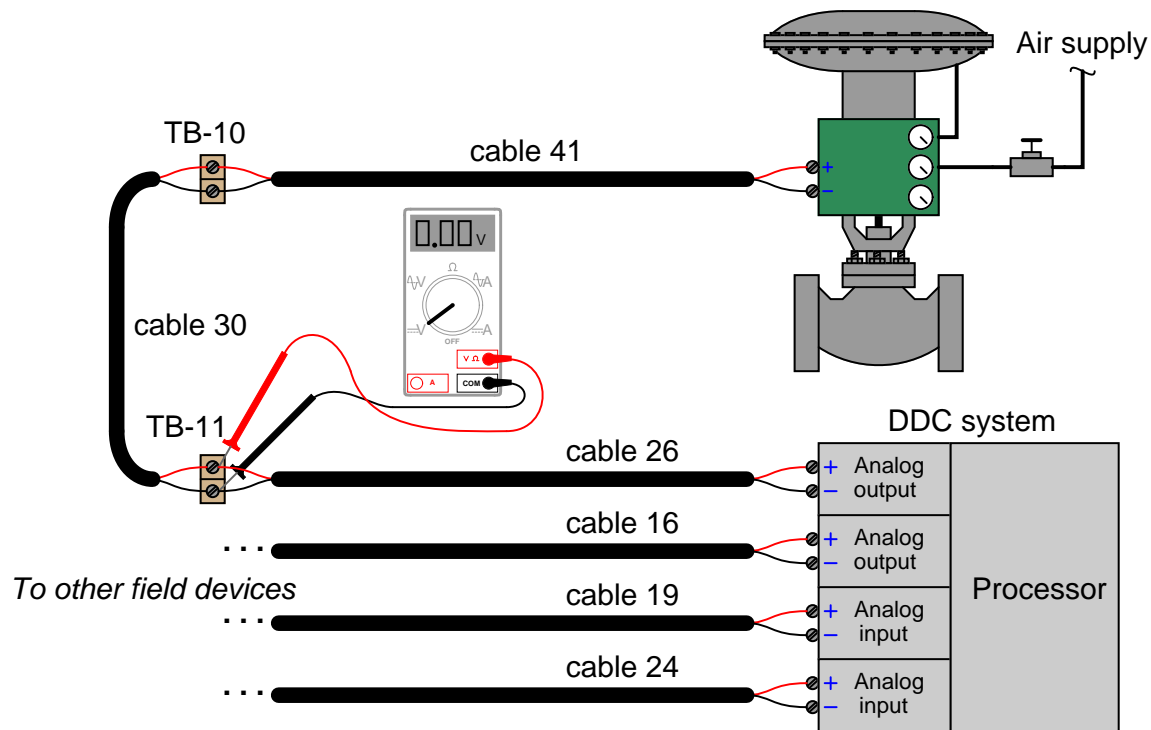 Air supply
TB-10
cable 41
+
−
0.00 V
Ω
V
A
V
A
OFF
V Ω
A
COM
cable 30
TB-11
DDC system
cable 26
+ Analog
− output
cable 16
+ Analog
− output
. . .
To other field devices
Processor
cable 19
+ Analog
− input
. . .
cable 24
+ Analog
− input
. . .